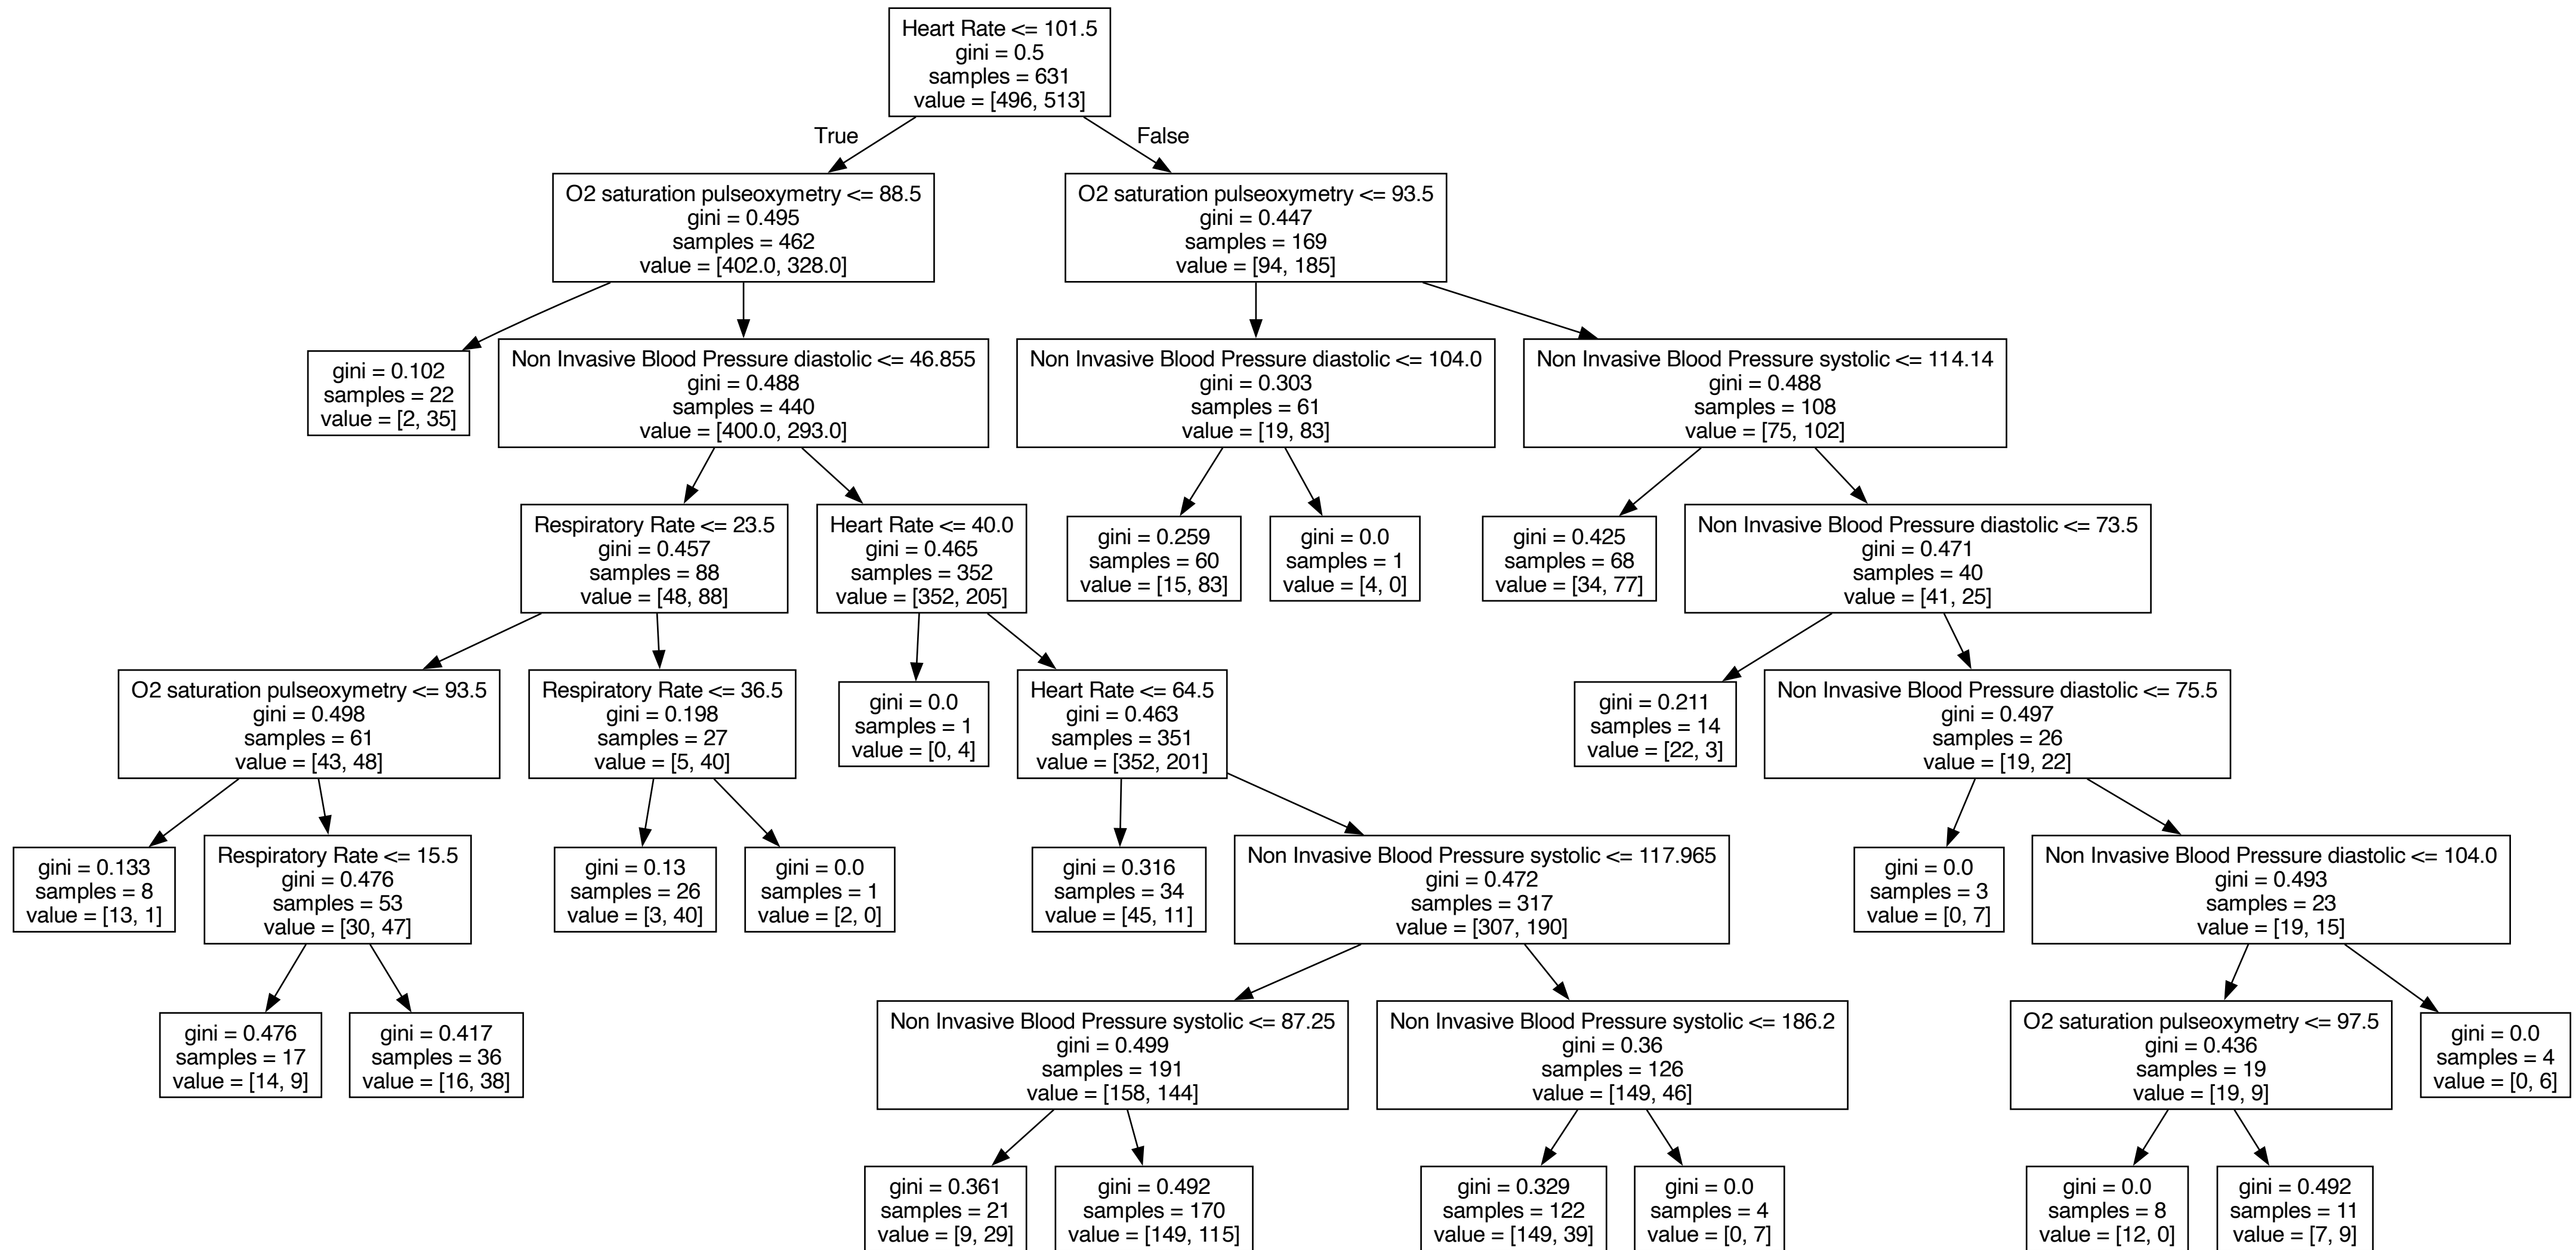 Heart Rate <= 101.5
gini = 0.5
samples = 631
value = [496, 513]
True
False
O2 saturation pulseoxymetry <= 88.5
gini = 0.495
samples = 462
value = [402.0, 328.0]
O2 saturation pulseoxymetry <= 93.5
gini = 0.447
samples = 169
value = [94, 185]
gini = 0.102
samples = 22
value = [2, 35]
Non Invasive Blood Pressure diastolic <= 46.855
gini = 0.488
samples = 440
value = [400.0, 293.0]
Non Invasive Blood Pressure diastolic <= 104.0
gini = 0.303
samples = 61
value = [19, 83]
Non Invasive Blood Pressure systolic <= 114.14
gini = 0.488
samples = 108
value = [75, 102]
Respiratory Rate <= 23.5
gini = 0.457
samples = 88
value = [48, 88]
Heart Rate <= 40.0
gini = 0.465
samples = 352
value = [352, 205]
gini = 0.259
samples = 60
value = [15, 83]
gini = 0.0
samples = 1
value = [4, 0]
gini = 0.425
samples = 68
value = [34, 77]
Non Invasive Blood Pressure diastolic <= 73.5
gini = 0.471
samples = 40
value = [41, 25]
O2 saturation pulseoxymetry <= 93.5
gini = 0.498
samples = 61
value = [43, 48]
Respiratory Rate <= 36.5
gini = 0.198
samples = 27
value = [5, 40]
gini = 0.0
samples = 1
value = [0, 4]
Heart Rate <= 64.5
gini = 0.463
samples = 351
value = [352, 201]
gini = 0.211
samples = 14
value = [22, 3]
Non Invasive Blood Pressure diastolic <= 75.5
gini = 0.497
samples = 26
value = [19, 22]
gini = 0.133
samples = 8
value = [13, 1]
Respiratory Rate <= 15.5
gini = 0.476
samples = 53
value = [30, 47]
gini = 0.13
samples = 26
value = [3, 40]
gini = 0.0
samples = 1
value = [2, 0]
gini = 0.316
samples = 34
value = [45, 11]
Non Invasive Blood Pressure systolic <= 117.965
gini = 0.472
samples = 317
value = [307, 190]
gini = 0.0
samples = 3
value = [0, 7]
Non Invasive Blood Pressure diastolic <= 104.0
gini = 0.493
samples = 23
value = [19, 15]
gini = 0.476
samples = 17
value = [14, 9]
gini = 0.417
samples = 36
value = [16, 38]
Non Invasive Blood Pressure systolic <= 87.25
gini = 0.499
samples = 191
value = [158, 144]
Non Invasive Blood Pressure systolic <= 186.2
gini = 0.36
samples = 126
value = [149, 46]
O2 saturation pulseoxymetry <= 97.5
gini = 0.436
samples = 19
value = [19, 9]
gini = 0.0
samples = 4
value = [0, 6]
gini = 0.361
samples = 21
value = [9, 29]
gini = 0.492
samples = 170
value = [149, 115]
gini = 0.329
samples = 122
value = [149, 39]
gini = 0.0
samples = 4
value = [0, 7]
gini = 0.0
samples = 8
value = [12, 0]
gini = 0.492
samples = 11
value = [7, 9]